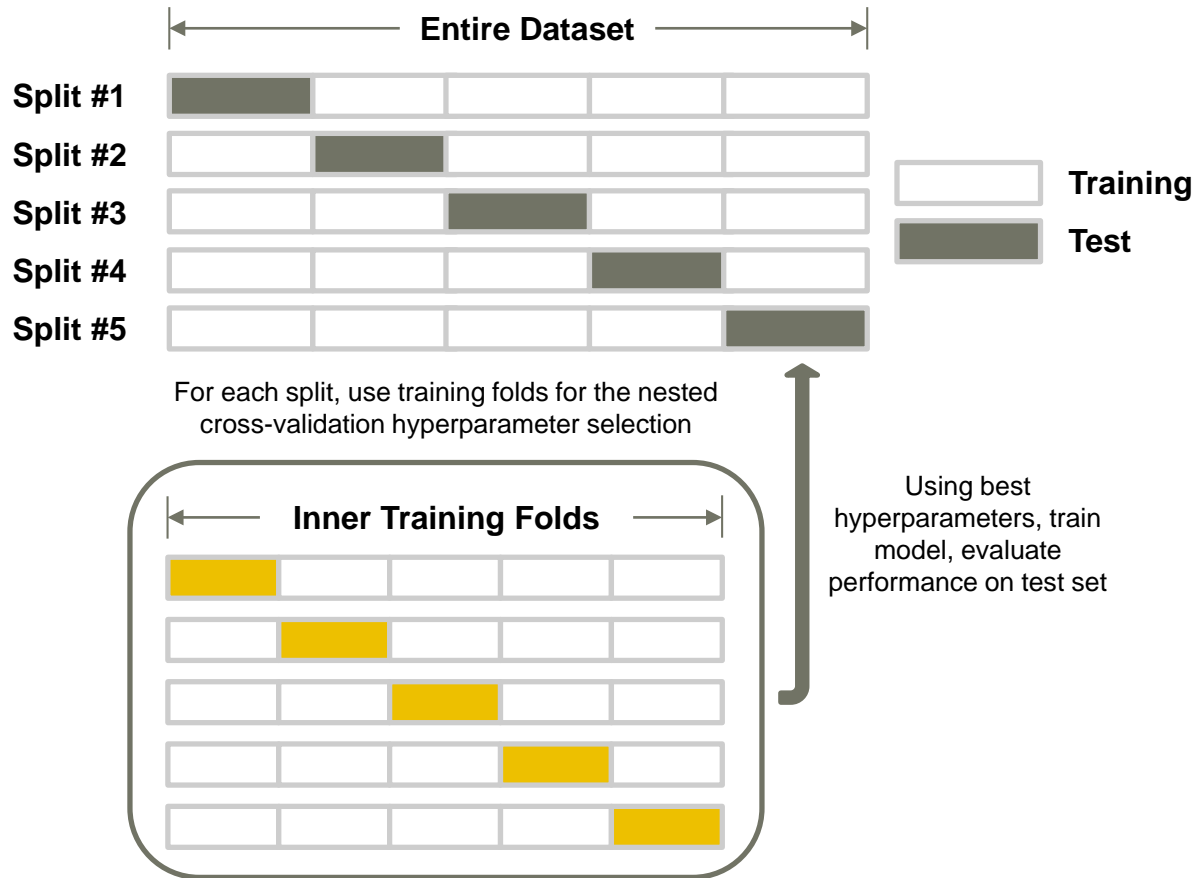 Entire Dataset
Split #1
Split #2
Split #3
Split #4
Split #5
Training
Test
For each split, use training folds for the nested
cross-validation hyperparameter selection
Inner Training Folds
Using best
hyperparameters, train
model, evaluate
performance on test set